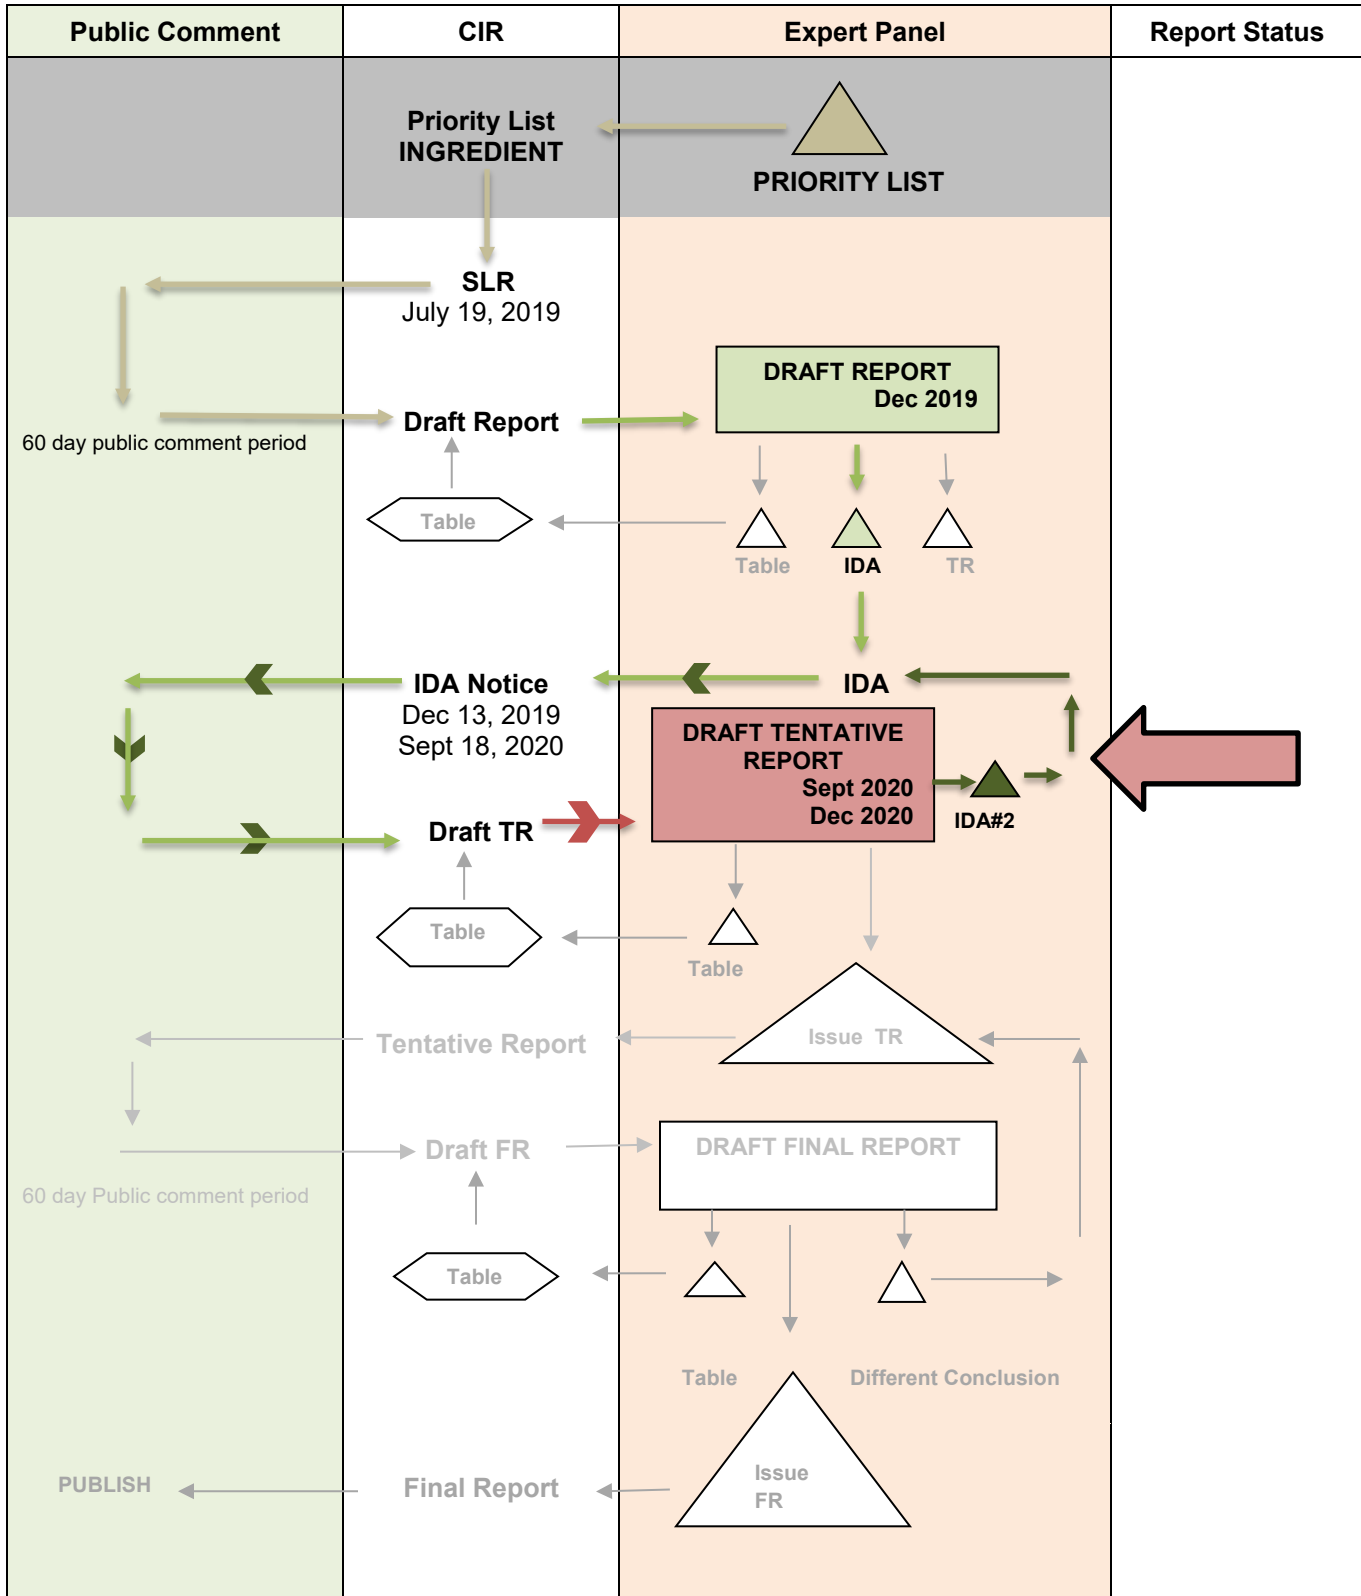 Public Comment
CIR
Expert Panel
Report Status
Priority List
INGREDIENT
PRIORITY LIST
SLR
July 19, 2019
DRAFT REPORT
Dec 2019
60 day public comment period
Draft Report
Table
Table
IDA
TR
IDA Notice
Dec 13, 2019
Sept 18, 2020
IDA
DRAFT TENTATIVE
REPORT
Sept 2020
Dec 2020
IDA#2
Draft TR
Table
Table
Tentative Report
Issue TR
Draft FR
DRAFT FINAL REPORT
60 day Public comment period
Table
Table
Different Conclusion
PUBLISH
Final Report
Issue
FR